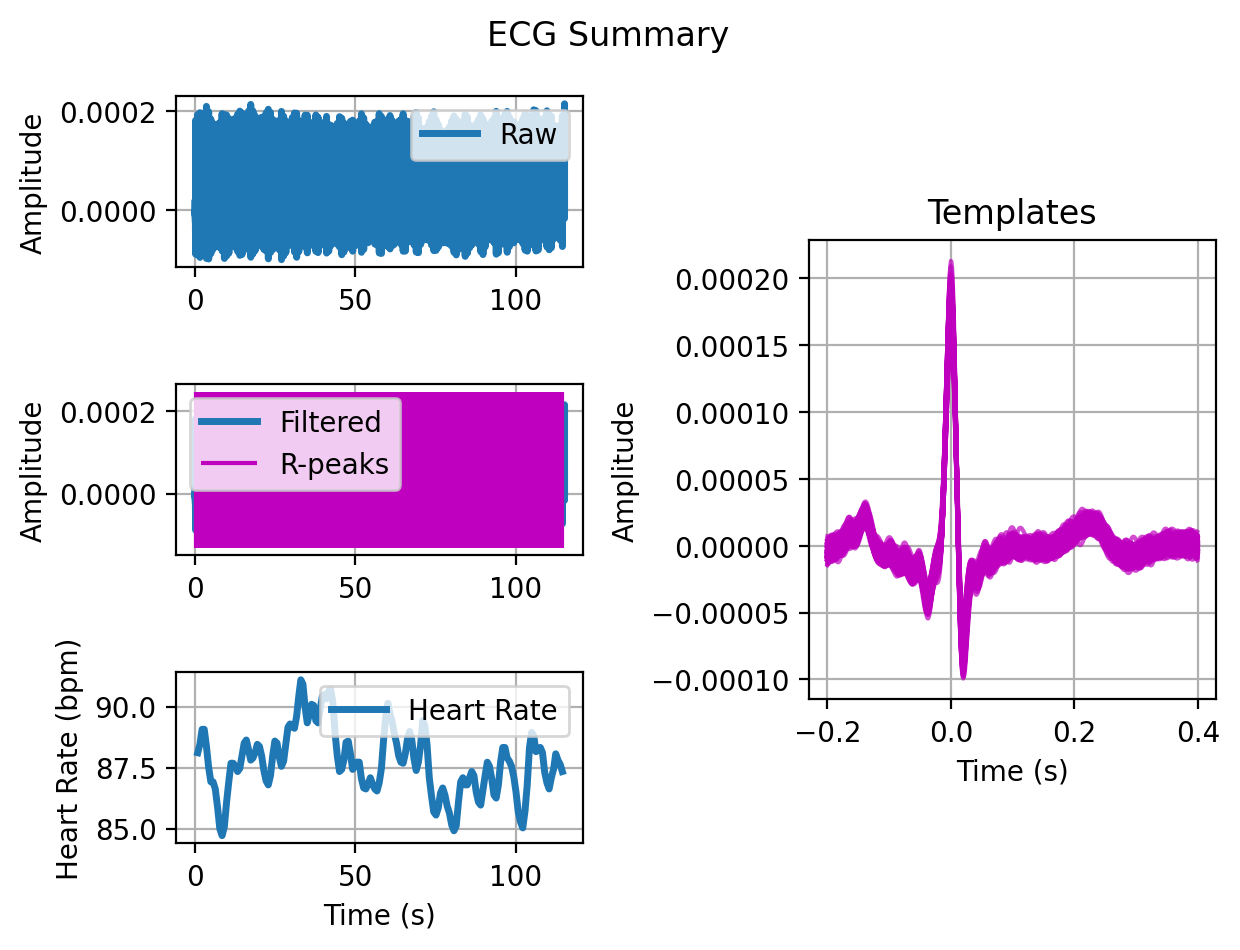 ECG Summary
Amplitude
0.0002
0.0000
Raw
0
50
100
Amplitude
0.0002
0.0000
Filtered
R-peaks
0
50
100
Heart Rate (bpm)
90.0
87.5
85.0
Heart Rate
0
50
100
Time (s)
Templates
Amplitude
0.00020
0.00015
0.00010
0.00005
0.00000
−0.00005
−0.00010
−0.2
0.0
0.2
0.4
Time (s)